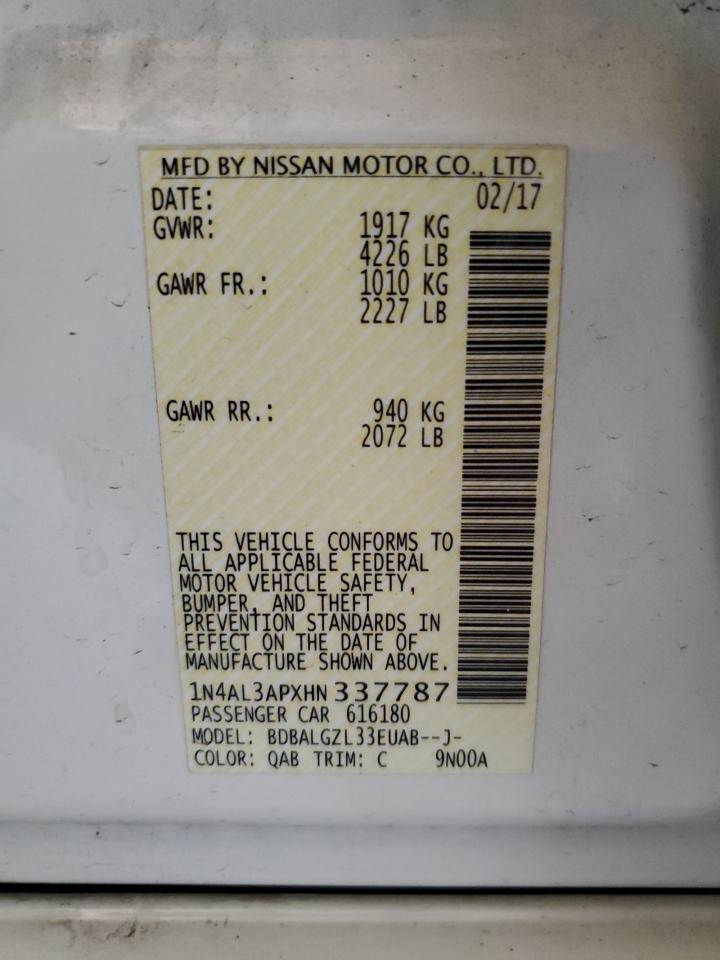 MFD BY NISSAN MOTOR CO., LTD.
DATE: 02/17
GVWR: 1917 KG
4226 LB
GAWR FR.: 1010 KG
2227 LB
GAWR RR.: 940 KG
2072 LB
THIS VEHICLE CONFORMS TO
ALL APPLICABLE FEDERAL
MOTOR VEHICLE SAFETY,
BUMPER, AND THEFT
PREVENTION STANDARDS IN
EFFECT ON THE DATE OF
MANUFACTURE SHOWN ABOVE.
1N4AL3APXHN 337787
PASSENGER CAR 616180
MODEL: BDBALGZL33EUAB--J-
COLOR: QAB TRIM: C 9N00A